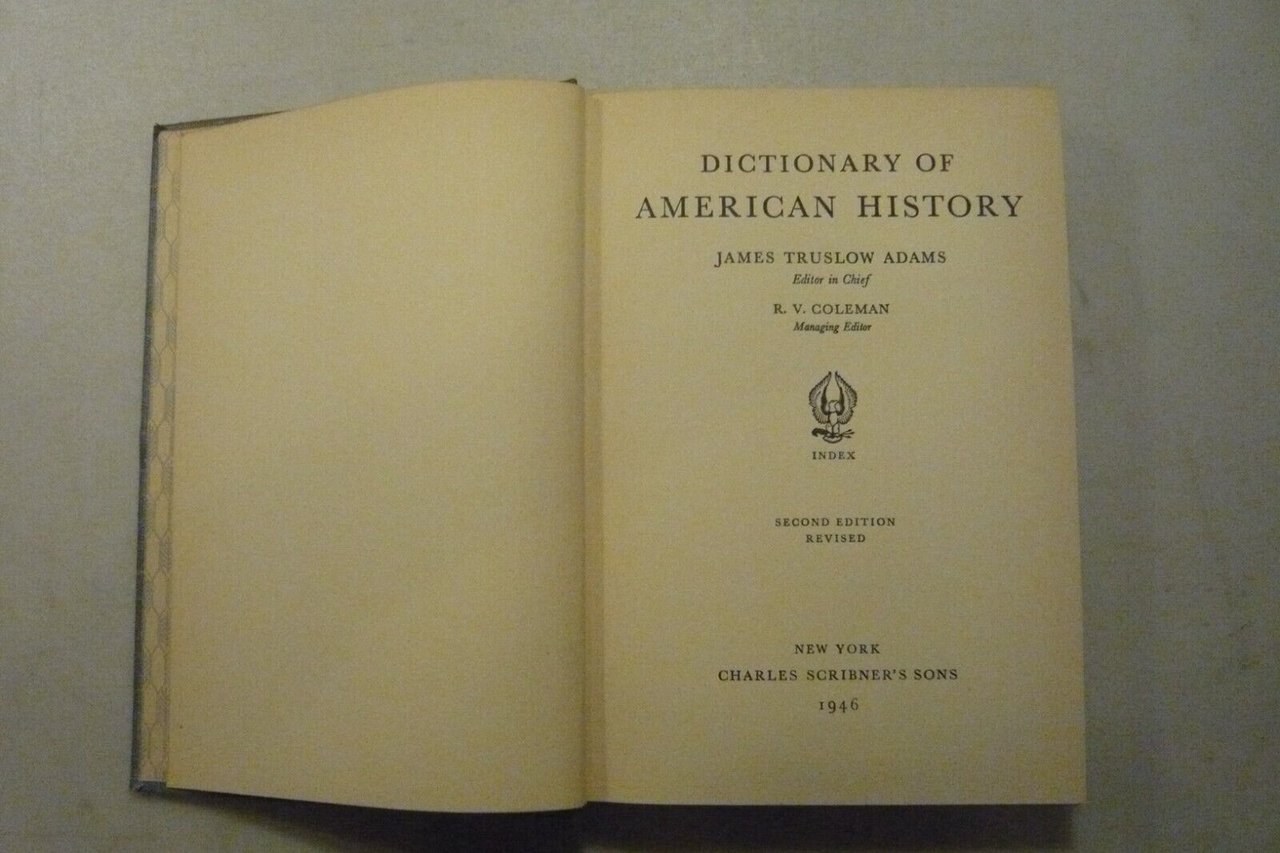 DICTIONARY OF
AMERICAN HISTORY
JAMES TRUSLOW ADAMS
Editor in Chief
R. V. COLEMAN
Managing Editor
INDEX
SECOND EDITION
REVISED
NEW YORK
CHARLES SCRIBNER'S SONS
1946